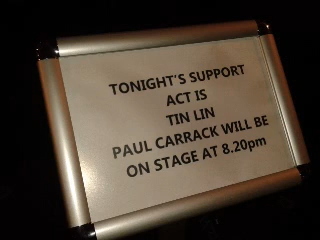 TONIGHT'S SUPPORT
ACT IS
TIN LIN
PAUL CARRACK WILL BE
ON STAGE AT 8.20pm